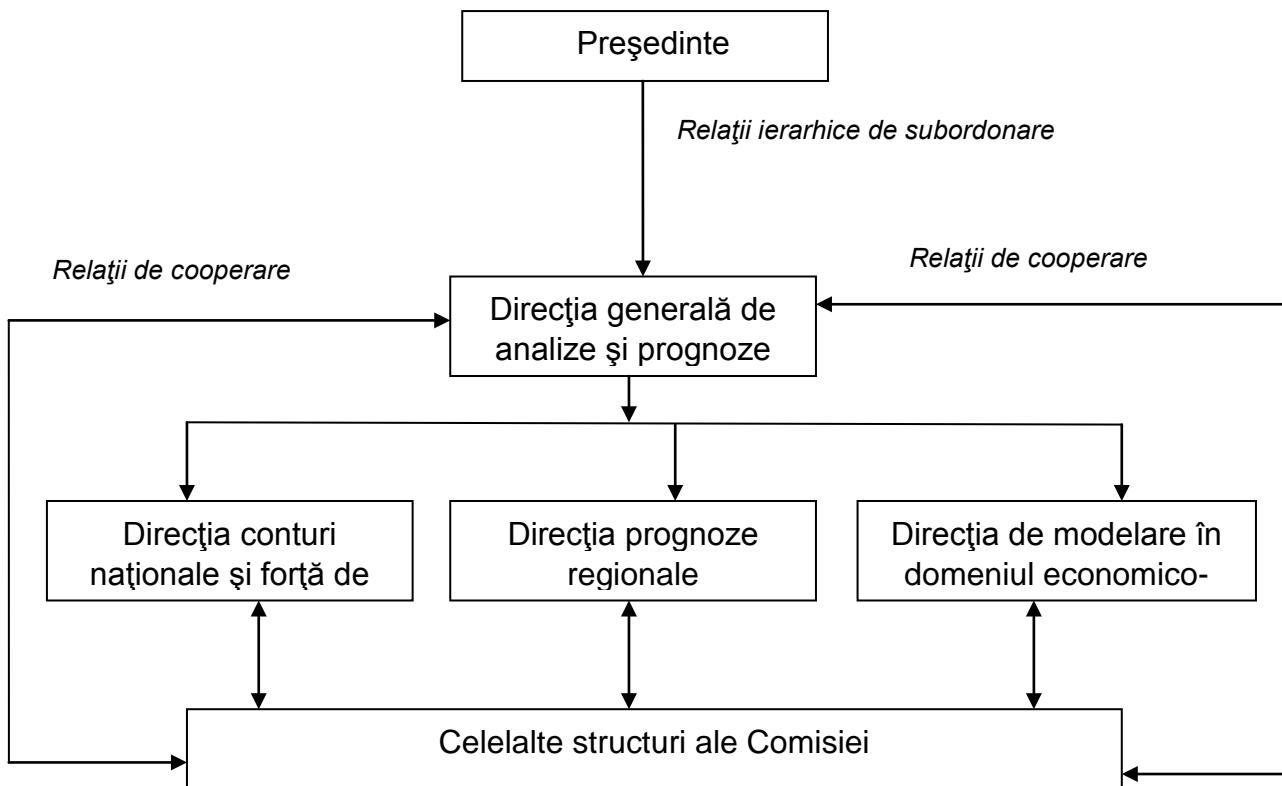 Preşedinte
Relaţii ierarhice de subordonare
Relaţii de cooperare
Relaţii de cooperare
Direcţia generală de
analize şi prognoze
Direcţia conturi
naţionale şi forţă de
Direcţia prognoze
regionale
Direcţia de modelare în
domeniul economico-
Celelalte structuri ale Comisiei